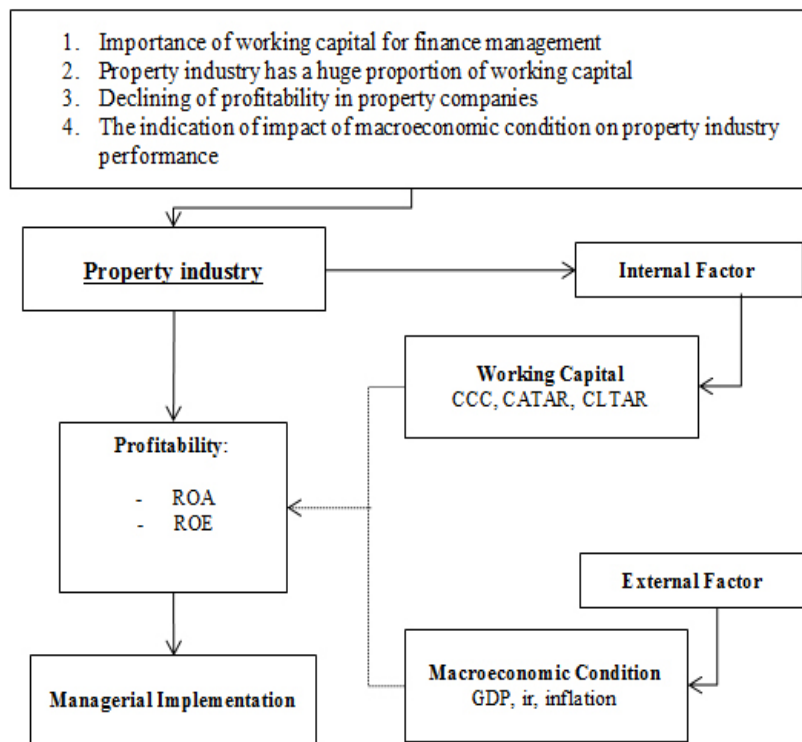 1. Importance of working capital for finance management
2. Property industry has a huge proportion of working capital
3. Declining of profitability in property companies
4. The indication of impact of macroeconomic condition on property industry
performance
Property industry
Internal Factor
Working Capital
CCC, CATAR, CLTAR
Profitability:
- ROA
- ROE
External Factor
Macroeconomic Condition
GDP, ir, inflation
Managerial Implementation